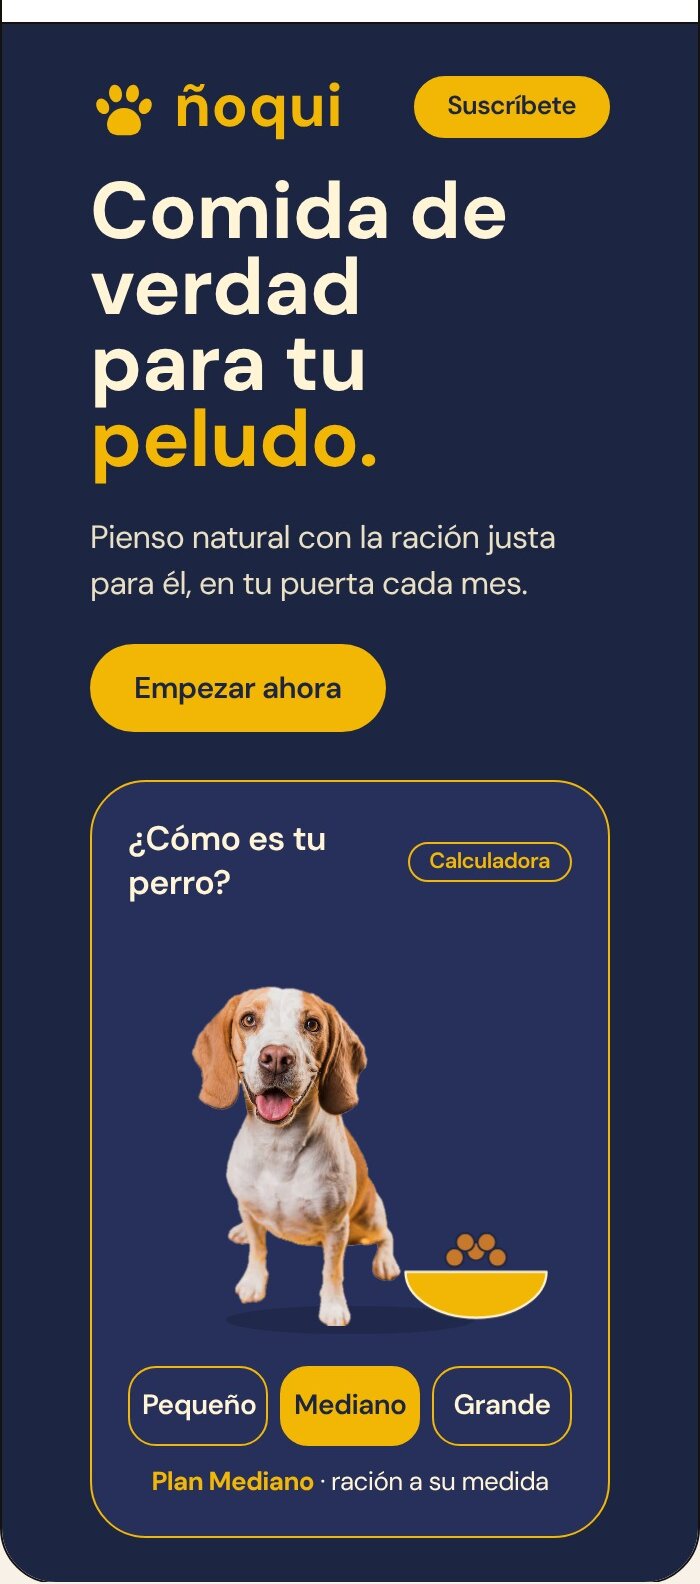 ñoqui
Suscríbete
Comida de
verdad
para tu
peludo.
Pienso natural con la ración justa
para él, en tu puerta cada mes.
Empezar ahora
¿Cómo es tu
perro?
Calculadora
Pequeño
Mediano
Grande
Plan Mediano · ración a su medida